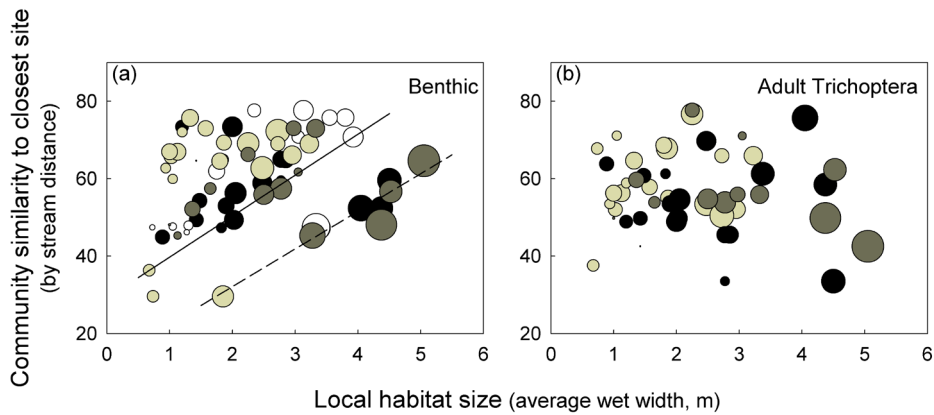 Community similarity to closest site
(by stream distance)
(a)
Benthic
80
60
40
20
0 1 2 3 4 5 6
(b)
Adult Trichoptera
80
60
40
20
0 1 2 3 4 5 6
Local habitat size (average wet width, m)